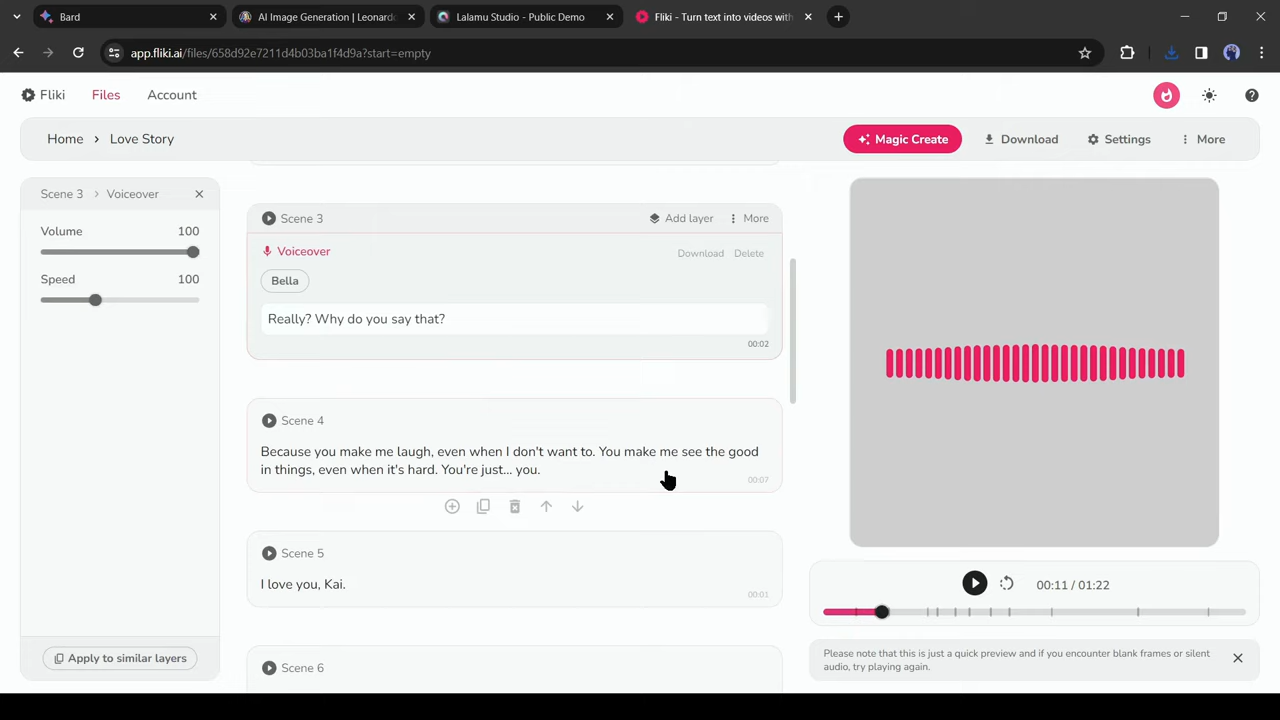 Bard
AI Image Generation | Leonardo
Lalamu Studio - Public Demo
Fliki - Turn text into videos with
app.fliki.ai/files/658d92e7211d4b03ba1f4d9a?start=empty
Fliki
Files
Account
Home > Love Story
Magic Create
Download
Settings
More
Scene 3 > Voiceover
Volume 100
Speed 100
Apply to similar layers
Scene 3
Add layer
More
Voiceover
Download
Delete
Bella
Really? Why do you say that?
00:02
Scene 4
Because you make me laugh, even when I don't want to. You make me see the good
in things, even when it's hard. You're just... you.
00:07
Scene 5
I love you, Kai.
00:01
Scene 6
00:11 / 01:22
Please note that this is just a quick preview and if you encounter blank frames or silent
audio, try playing again.